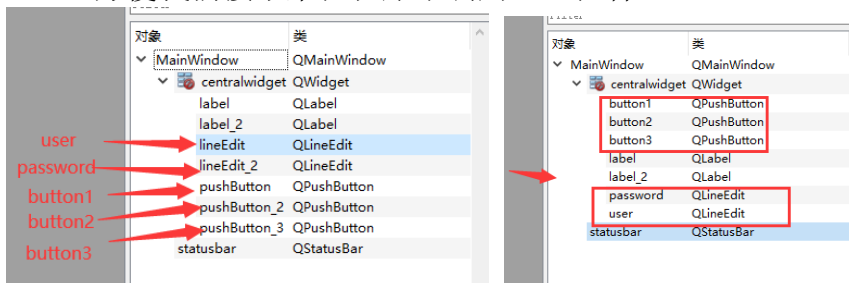 对象 类
MainWindow QMainWindow
centralwidget QWidget
label QLabel
label_2 QLabel
user lineEdit QLineEdit
password lineEdit_2 QLineEdit
button1 pushButton QPushButton
button2 pushButton_2 QPushButton
button3 pushButton_3 QPushButton
statusbar QStatusBar
对象 类
MainWindow QMainWindow
centralwidget QWidget
button1 QPushButton
button2 QPushButton
button3 QPushButton
label QLabel
label_2 QLabel
password QLineEdit
user QLineEdit
statusbar QStatusBar